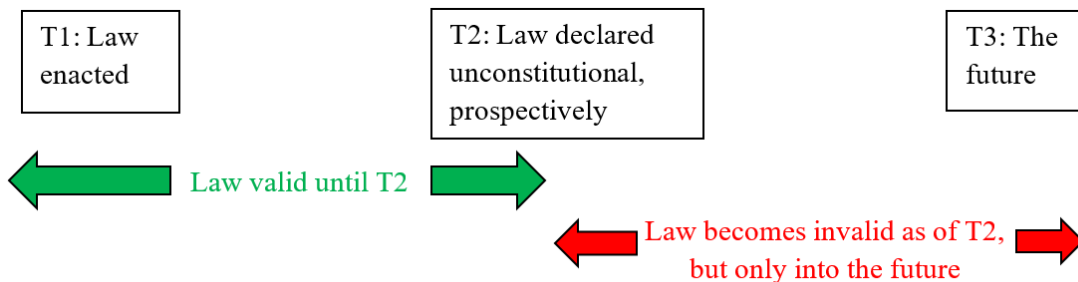 T1: Law
enacted
T2: Law declared
unconstitutional,
prospectively
T3: The
future
Law valid until T2
Law becomes invalid as of T2,
but only into the future